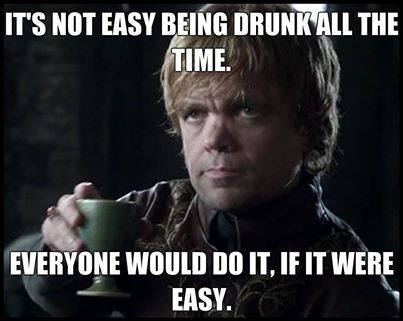 IT'S NOT EASY BEING DRUNK ALL THE
TIME.
EVERYONE WOULD DO IT, IF IT WERE
EASY.